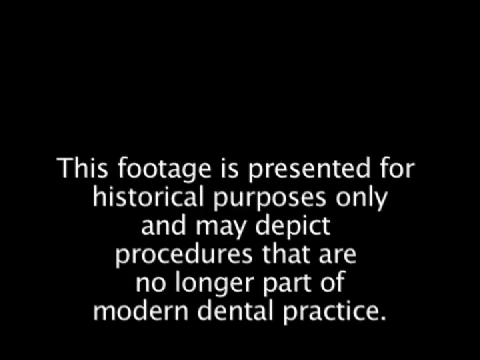 This footage is presented for
historical purposes only
and may depict
procedures that are
no longer part of
modern dental practice.